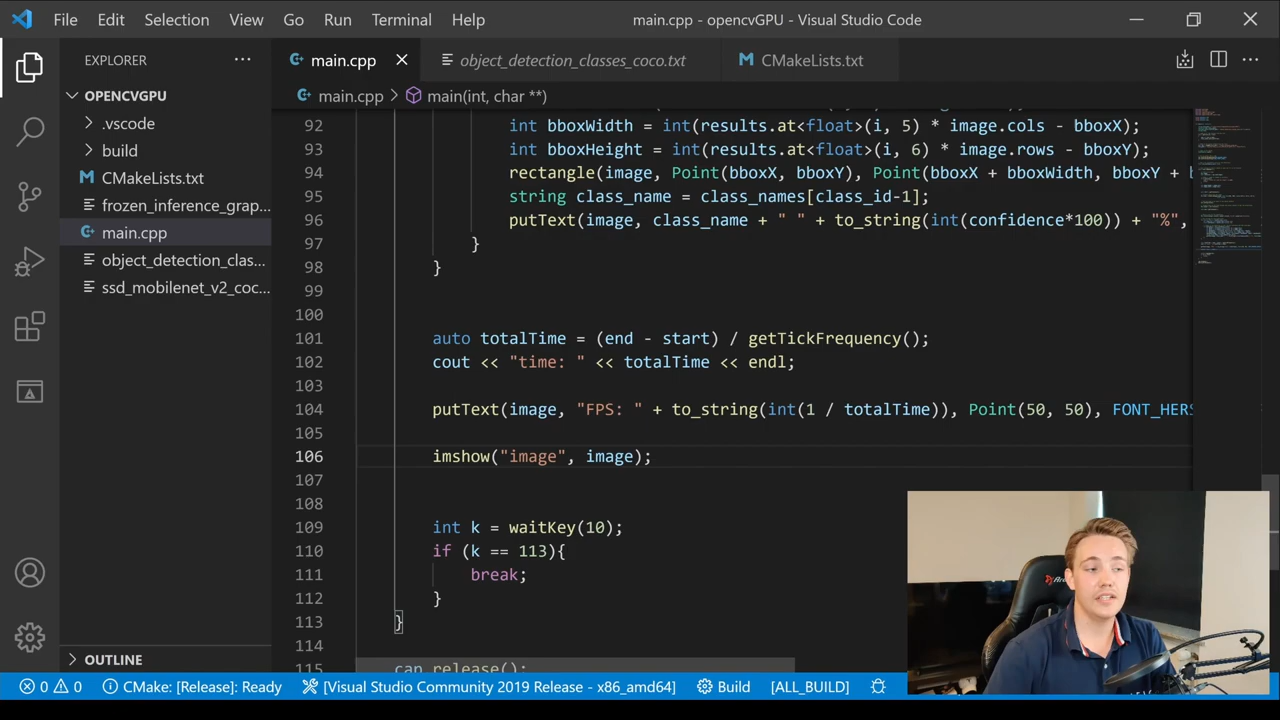 File Edit Selection View Go Run Terminal Help main.cpp - opencvGPU - Visual Studio Code
EXPLORER
main.cpp object_detection_classes_coco.txt CMakeLists.txt
OPENCVGPU
main.cpp > main(int, char **)
.vscode
build
CMakeLists.txt
frozen_inference_grap...
main.cpp
object_detection_clas...
ssd_mobilenet_v2_coc...
92 int bboxWidth = int(results.at<float>(i, 5) * image.cols - bboxX);
93 int bboxHeight = int(results.at<float>(i, 6) * image.rows - bboxY);
94 rectangle(image, Point(bboxX, bboxY), Point(bboxX + bboxWidth, bboxY +
95 string class_name = class_names[class_id-1];
96 putText(image, class_name + " " + to_string(int(confidence*100)) + "%",
97 }
98 }
99
100
101 auto totalTime = (end - start) / getTickFrequency();
102 cout << "time: " << totalTime << endl;
103
104 putText(image, "FPS: " + to_string(int(1 / totalTime)), Point(50, 50), FONT_HERS
105
106 imshow("image", image);
107
108
109 int k = waitKey(10);
110 if (k == 113){
111 break;
112 }
113 }
114
115 cap.release();
OUTLINE
0 0 CMake: [Release]: Ready [Visual Studio Community 2019 Release - x86_amd64] Build [ALL_BUILD]